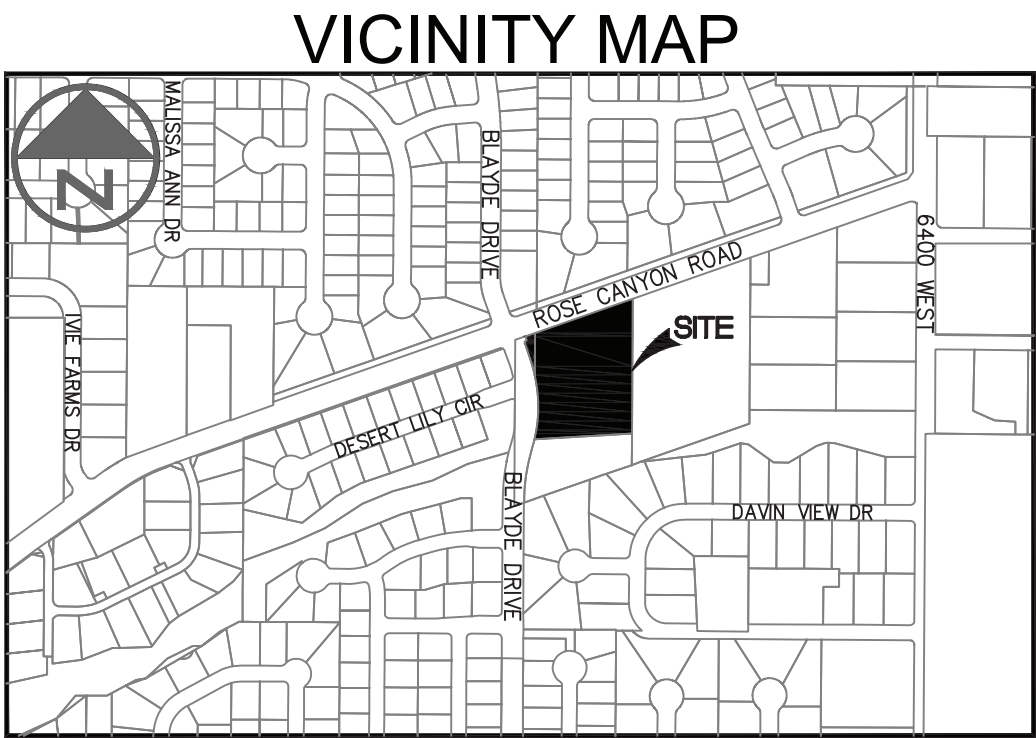 VICINITY MAP
MALISSA ANN DR
N
BLAYDE DRIVE
6400 WEST
ROSE CANYON ROAD
SITE
IVIE FARMS DR
DESERT LILY CIR
BLAYDE DRIVE
DAVIN VIEW DR